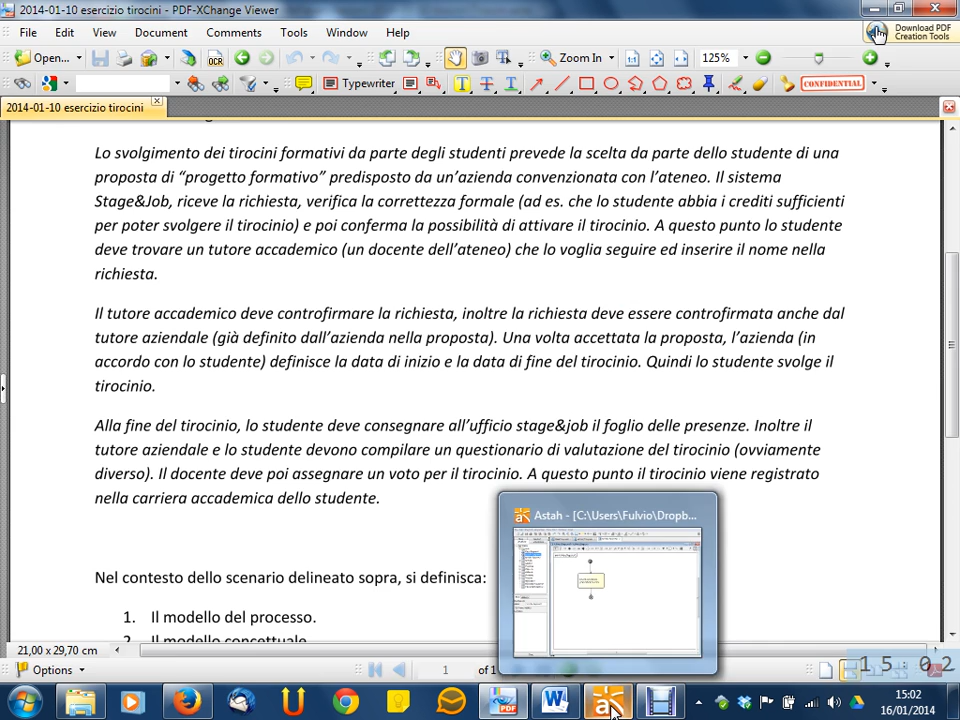 2014-01-10 esercizio tirocini - PDF-XChange Viewer
File Edit View Document Comments Tools Window Help
Download PDF
Creation Tools
Open...
OCR
Zoom In
125%
Typewriter
CONFIDENTIAL
2014-01-10 esercizio tirocini
Lo svolgimento dei tirocini formativi da parte degli studenti prevede la scelta da parte dello studente di una
proposta di “progetto formativo” predisposto da un’azienda convenzionata con l’ateneo. Il sistema
Stage&Job, riceve la richiesta, verifica la correttezza formale (ad es. che lo studente abbia i crediti sufficienti
per poter svolgere il tirocinio) e poi conferma la possibilità di attivare il tirocinio. A questo punto lo studente
deve trovare un tutore accademico (un docente dell’ateneo) che lo voglia seguire ed inserire il nome nella
richiesta.
Il tutore accademico deve controfirmare la richiesta, inoltre la richiesta deve essere controfirmata anche dal
tutore aziendale (già definito dall’azienda nella proposta). Una volta accettata la proposta, l’azienda (in
accordo con lo studente) definisce la data di inizio e la data di fine del tirocinio. Quindi lo studente svolge il
tirocinio.
Alla fine del tirocinio, lo studente deve consegnare all’ufficio stage&job il foglio delle presenze. Inoltre il
tutore aziendale e lo studente devono compilare un questionario di valutazione del tirocinio (ovviamente
diverso). Il docente deve poi assegnare un voto per il tirocinio. A questo punto il tirocinio viene registrato
nella carriera accademica dello studente.
Astah - [C:\Users\Fulvio\Dropb...
Nel contesto dello scenario delineato sopra, si definisca:
1. Il modello del processo.
2. Il modello concettuale
21,00 x 29,70 cm
Options
1 of 1
15:02
PDF
15:02
16/01/2014